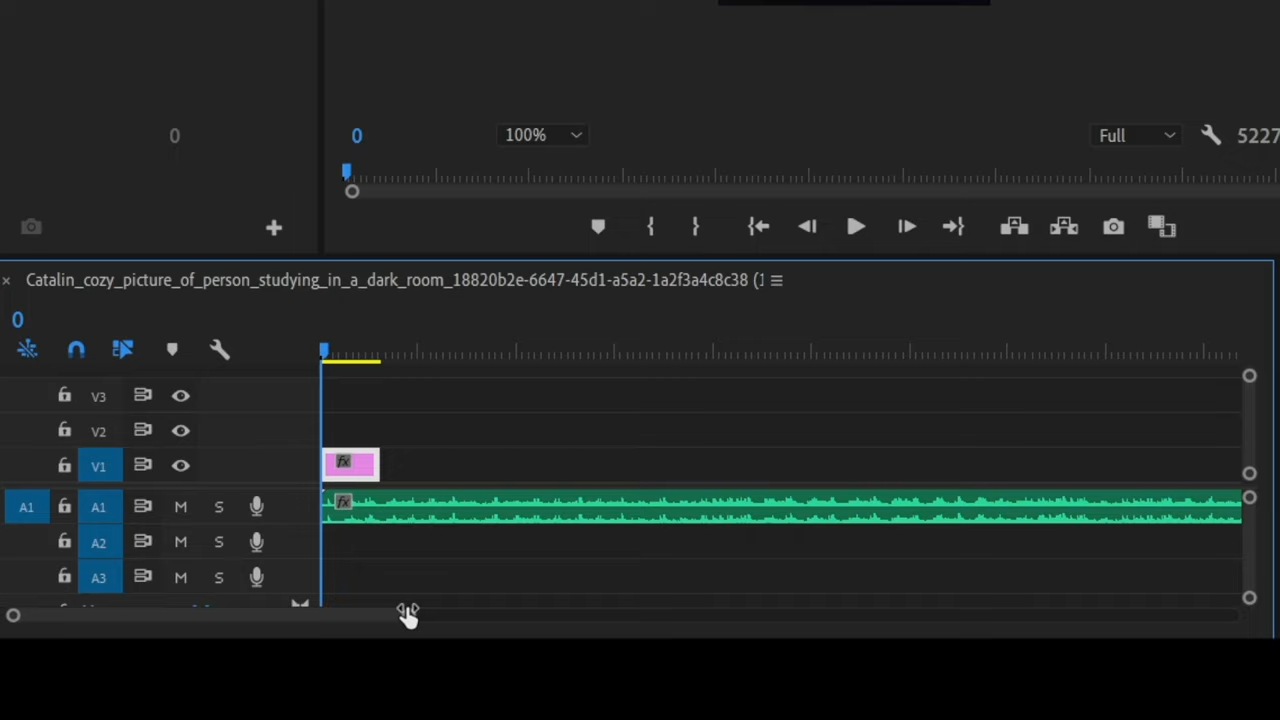 0
0
100%
Full
5227
× Catalin_cozy_picture_of_person_studying_in_a_dark_room_18820b2e-6647-45d1-a5a2-1a2f3a4c8c38 (1
0
V3
V2
V1
fx
A1 A1 M S
fx
A2 M S
A3 M S